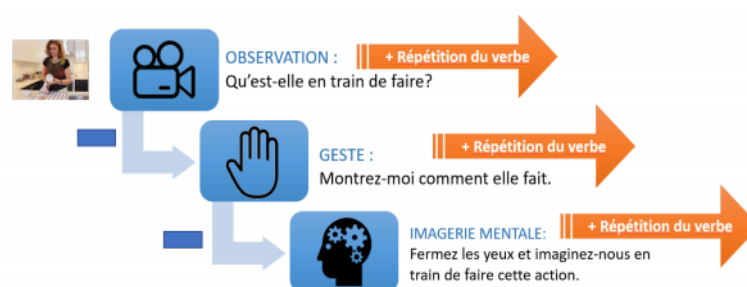 OBSERVATION :
+ Répétition du verbe
Qu'est-elle en train de faire?
GESTE :
+ Répétition du verbe
Montrez-moi comment elle fait.
IMAGERIE MENTALE:
+ Répétition du verbe
Fermez les yeux et imaginez-nous en
train de faire cette action.